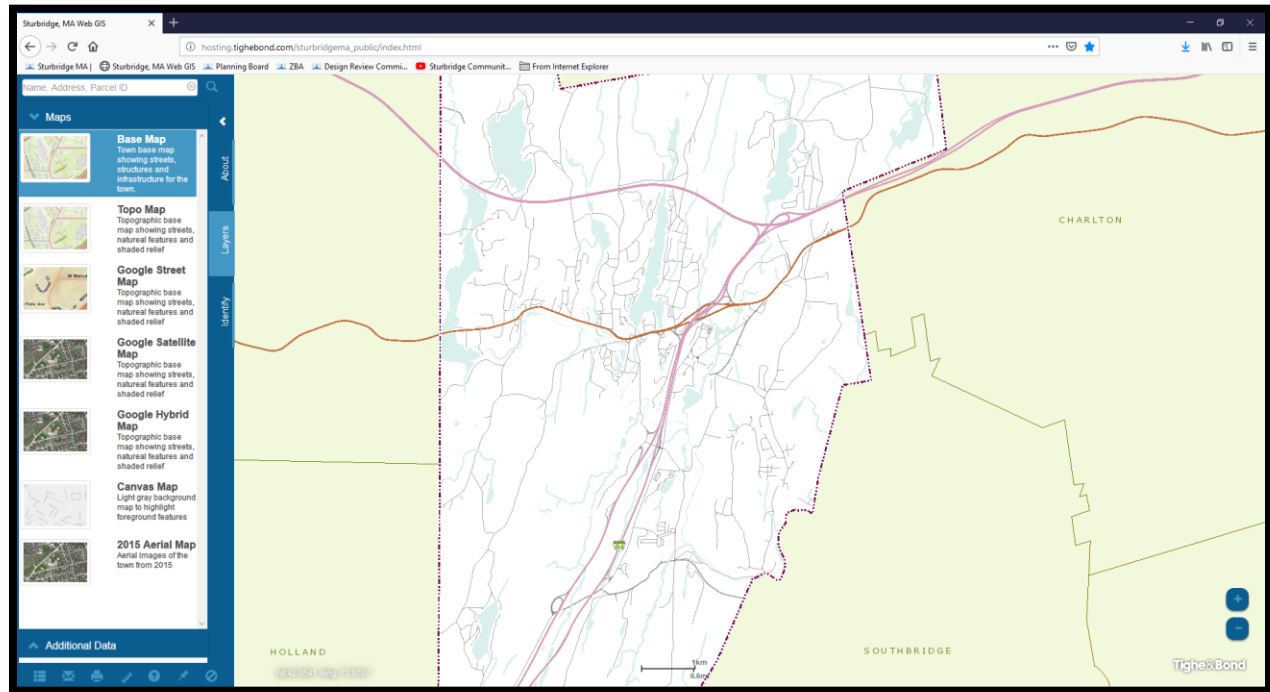 Sturbridge, MA Web GIS
hosting.tighebond.com/sturbridgema_public/index.html
Sturbridge MA |
Sturbridge, MA Web GIS
Planning Board
ZBA
Design Review Commi...
Sturbridge Communit...
From Internet Explorer
Name, Address, Parcel ID
Maps
Base Map
Town base map
showing streets,
structures and
infrastructure for the
town.
Topo Map
Topographic base
map showing streets,
natureal features and
shaded relief
Google Street
Map
Topographic base
map showing streets,
natureal features and
shaded relief
Google Satellite
Map
Topographic base
map showing streets,
natureal features and
shaded relief
Google Hybrid
Map
Topographic base
map showing streets,
natureal features and
shaded relief
Canvas Map
Light gray background
map to highlight
foreground features
2015 Aerial Map
Aerial images of the
town from 2015
Additional Data
About
Layers
Identify
CHARLTON
84
HOLLAND
SOUTHBRIDGE
1km
0.6mi
Tighe&Bond